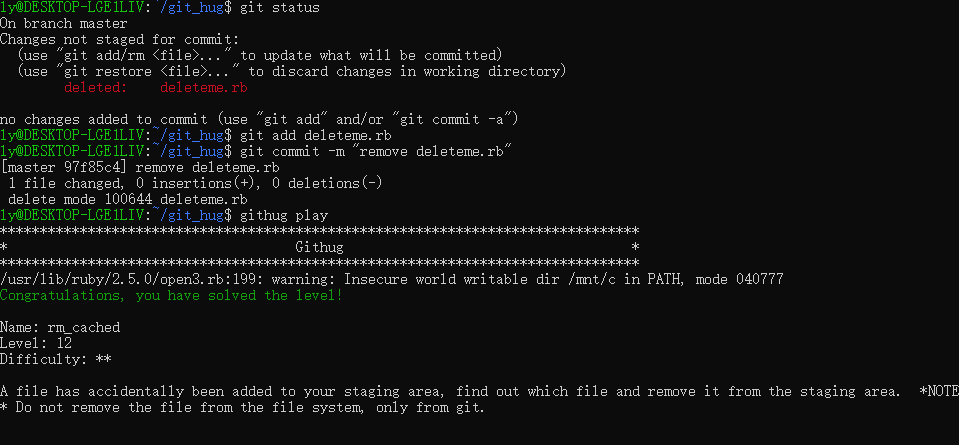 ly@DESKTOP-LGE1LIV:~/git_hug$ git status
On branch master
Changes not staged for commit:
  (use "git add/rm <file>..." to update what will be committed)
  (use "git restore <file>..." to discard changes in working directory)
        deleted:    deleteme.rb

no changes added to commit (use "git add" and/or "git commit -a")
ly@DESKTOP-LGE1LIV:~/git_hug$ git add deleteme.rb
ly@DESKTOP-LGE1LIV:~/git_hug$ git commit -m "remove deleteme.rb"
[master 97f85c4] remove deleteme.rb
 1 file changed, 0 insertions(+), 0 deletions(-)
 delete mode 100644 deleteme.rb
ly@DESKTOP-LGE1LIV:~/git_hug$ githug play
********************************************************************************
*                                    Githug                                    *
********************************************************************************
/usr/lib/ruby/2.5.0/open3.rb:199: warning: Insecure world writable dir /mnt/c in PATH, mode 040777
Congratulations, you have solved the level!

Name: rm_cached
Level: 12
Difficulty: **

A file has accidentally been added to your staging area, find out which file and remove it from the staging area.  *NOTE
* Do not remove the file from the file system, only from git.